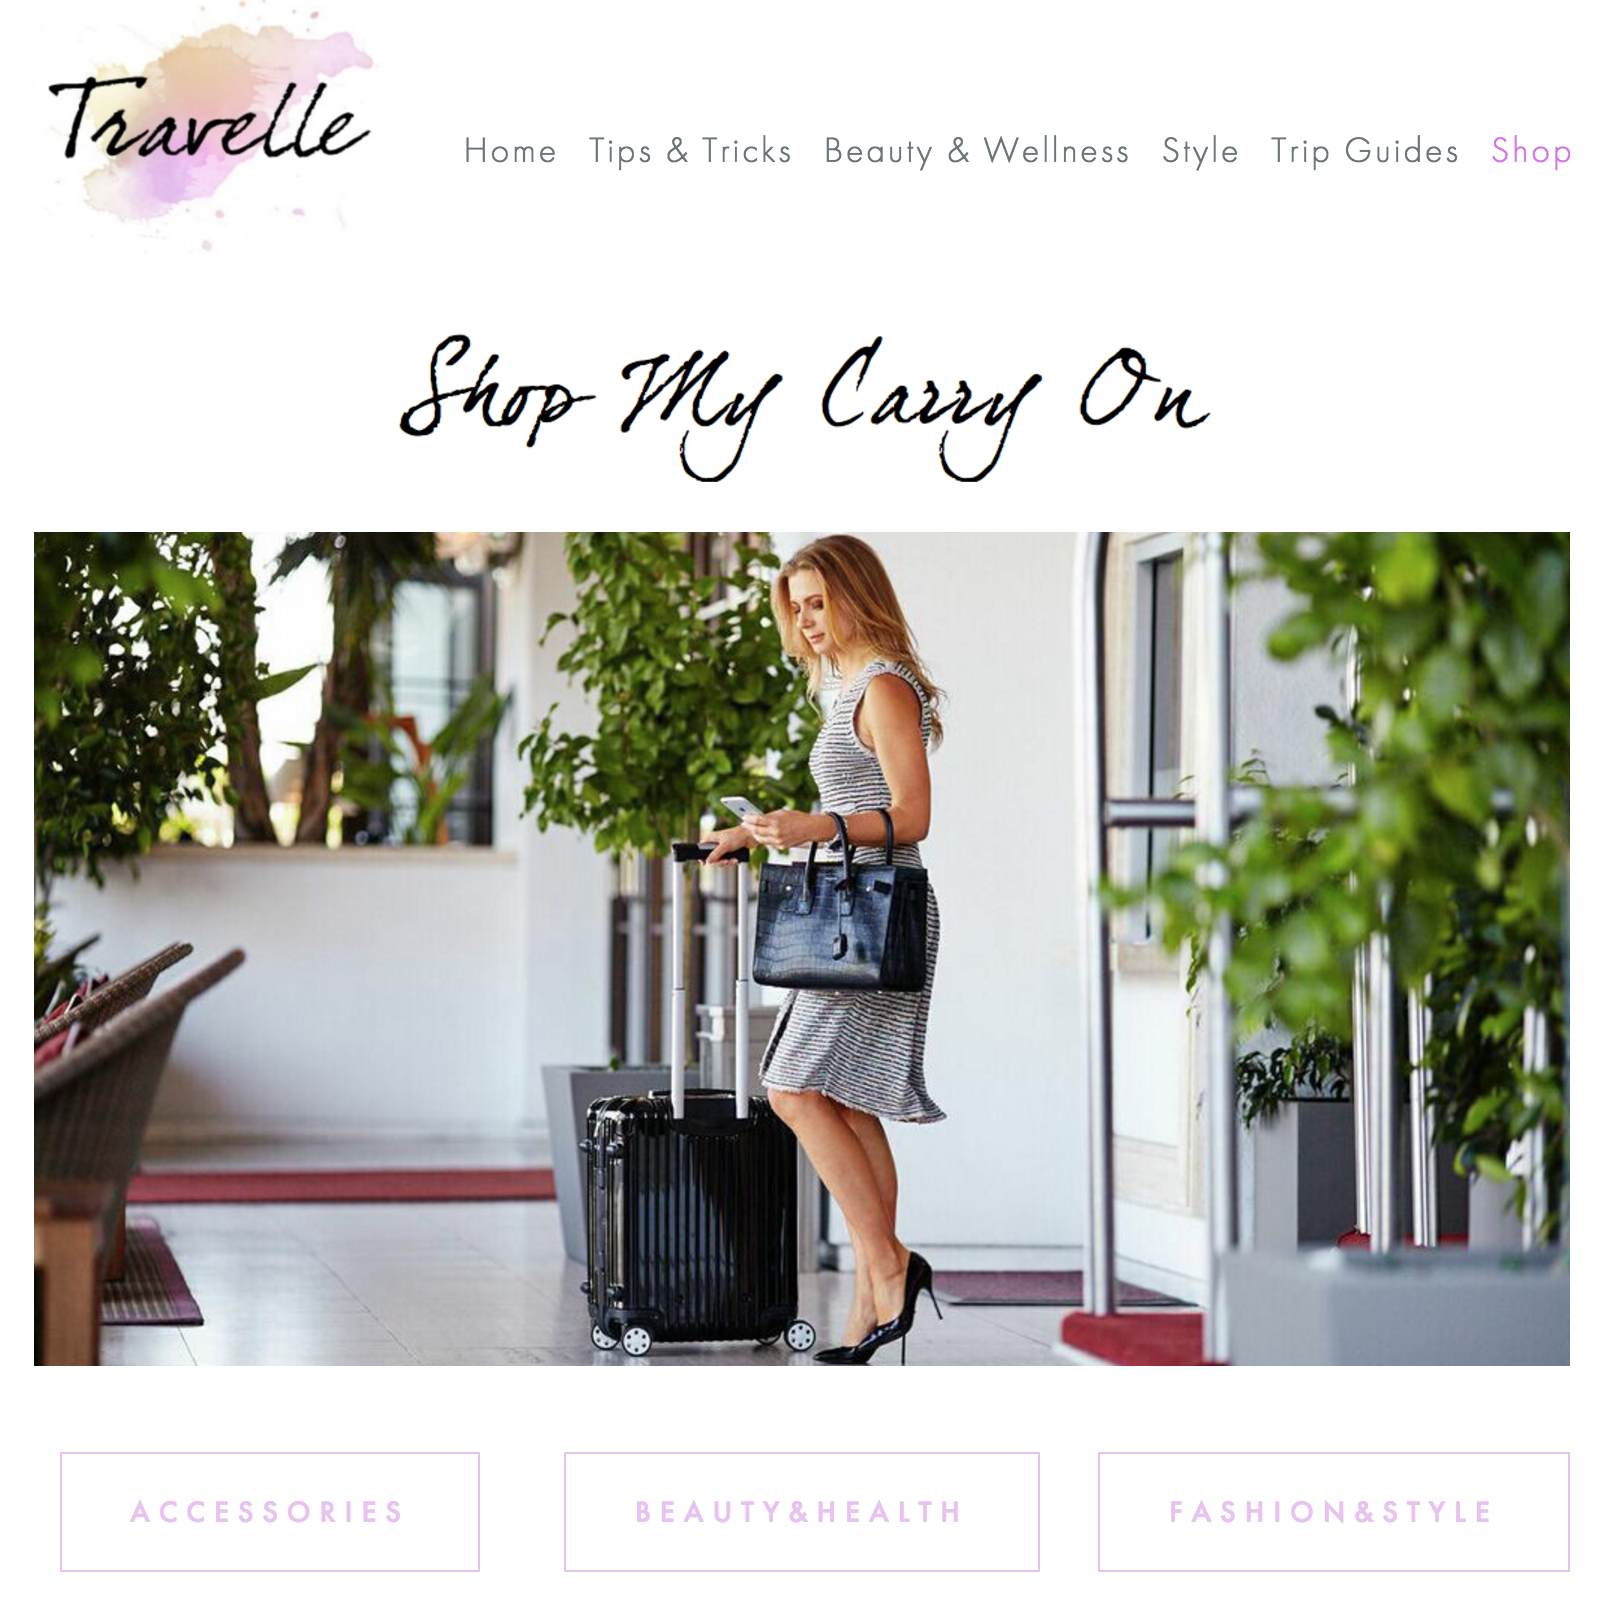 Travelle
Home Tips & Tricks Beauty & Wellness Style Trip Guides Shop
Shop My Carry On
ACCESSORIES
BEAUTY&HEALTH
FASHION&STYLE